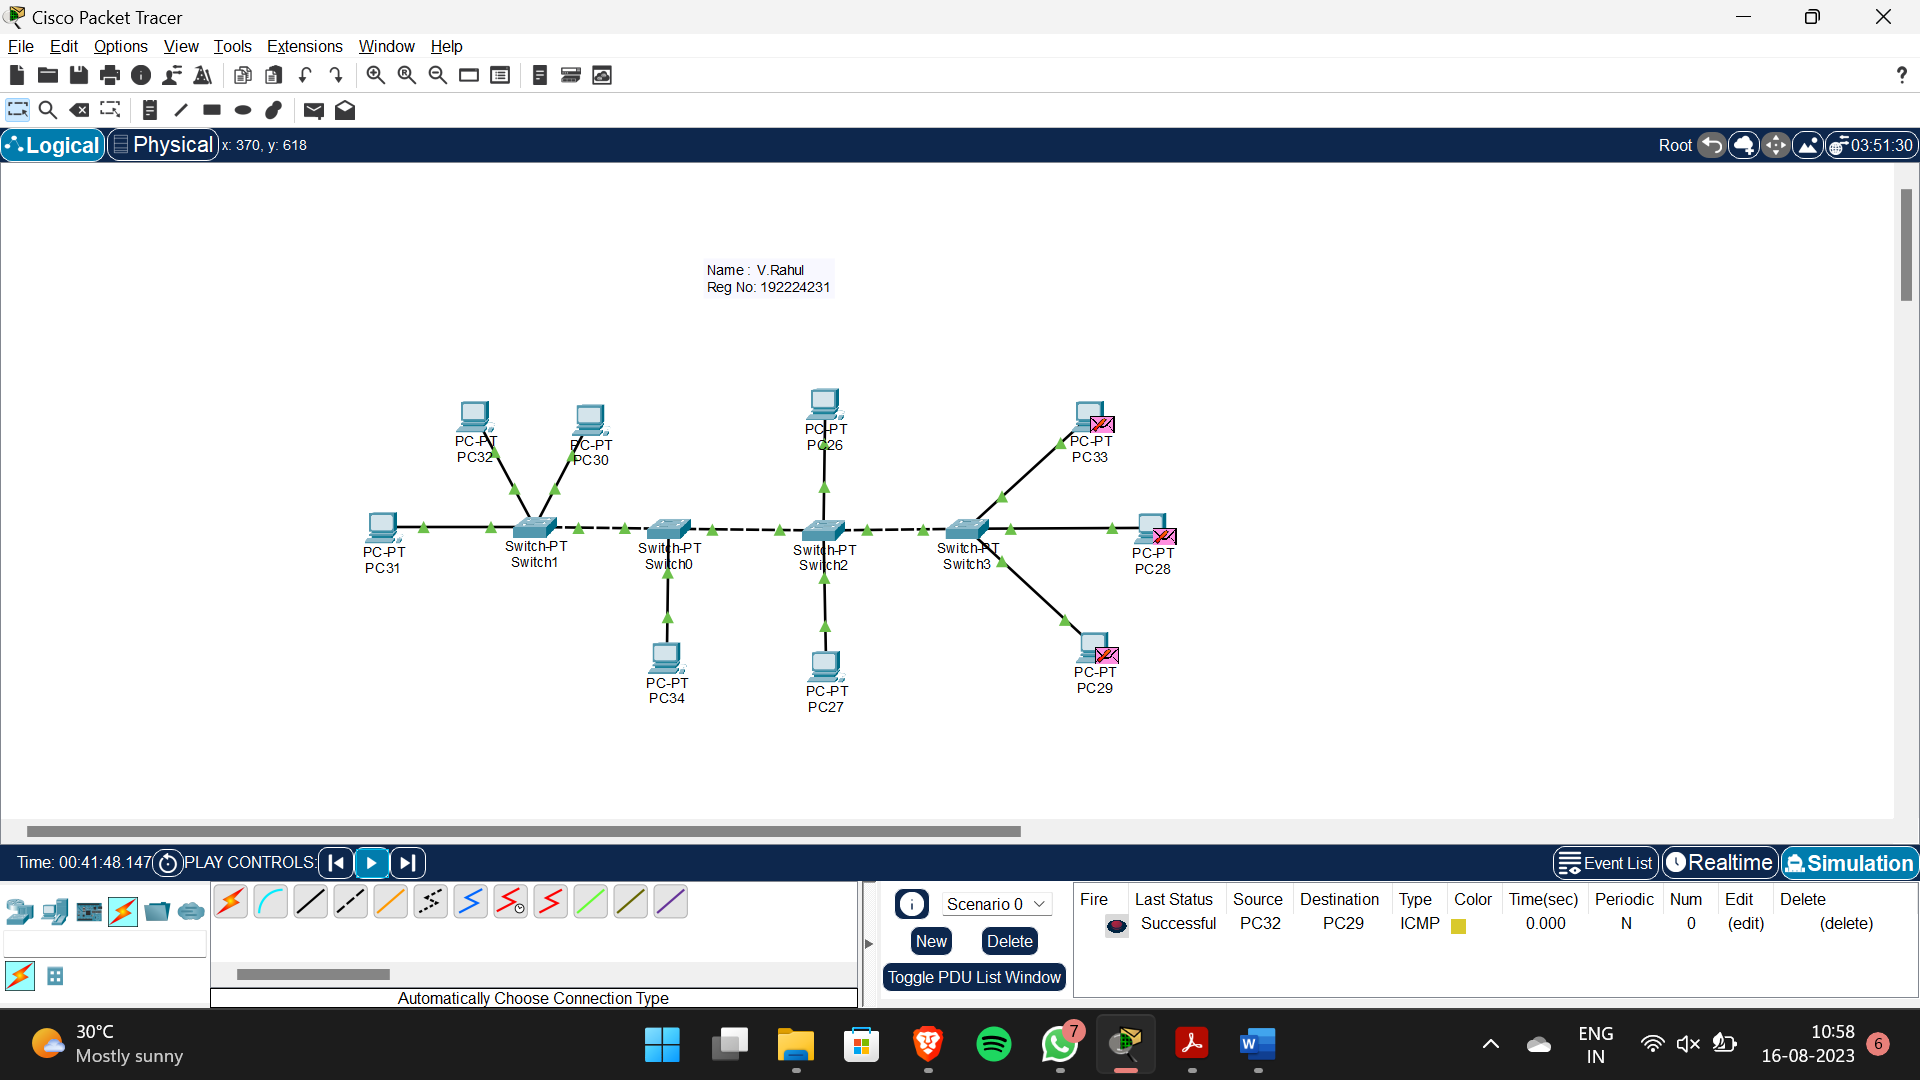 Cisco Packet Tracer
File Edit Options View Tools Extensions Window Help
Logical Physical x: 370, y: 618 Root 03:51:30
Name : V.Rahul
Reg No: 192224231
PC-PT
PC32
PC-PT
PC30
PC-PT
PC26
PC-PT
PC33
PC-PT
PC31
Switch-PT
Switch1
Switch-PT
Switch0
Switch-PT
Switch2
Switch-PT
Switch3
PC-PT
PC28
PC-PT
PC34
PC-PT
PC27
PC-PT
PC29
Time: 00:41:48.147 PLAY CONTROLS: Event List Realtime Simulation
Scenario 0
New Delete
Toggle PDU List Window
Fire Last Status Source Destination Type Color Time(sec) Periodic Num Edit Delete
Successful PC32 PC29 ICMP 0.000 N 0 (edit) (delete)
Automatically Choose Connection Type
30°C
Mostly sunny
7
W
ENG
IN
10:58
16-08-2023
6